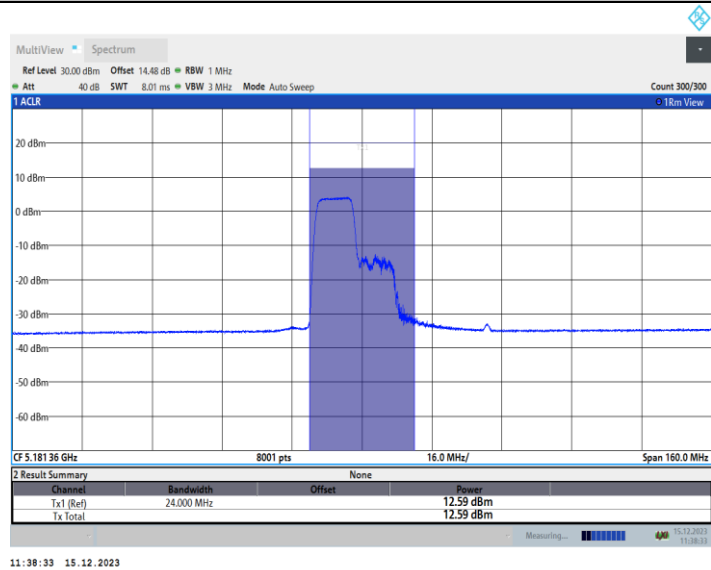 MultiView Spectrum
Ref Level 30.00 dBm Offset 14.48 dB RBW 1 MHz
Att 40 dB SWT 8.01 ms VBW 3 MHz Mode Auto Sweep Count 300/300
1 ACLR 1Rm View
20 dBm
10 dBm
0 dBm
-10 dBm
-20 dBm
-30 dBm
-40 dBm
-50 dBm
-60 dBm
CF 5.18136 GHz 8001 pts 16.0 MHz/ Span 160.0 MHz
2 Result Summary None
Channel Bandwidth Offset Power
Tx1 (Ref) 24.000 MHz 12.59 dBm
Tx Total 12.59 dBm
Measuring... 15.12.2023
11:38:33
11:38:33 15.12.2023